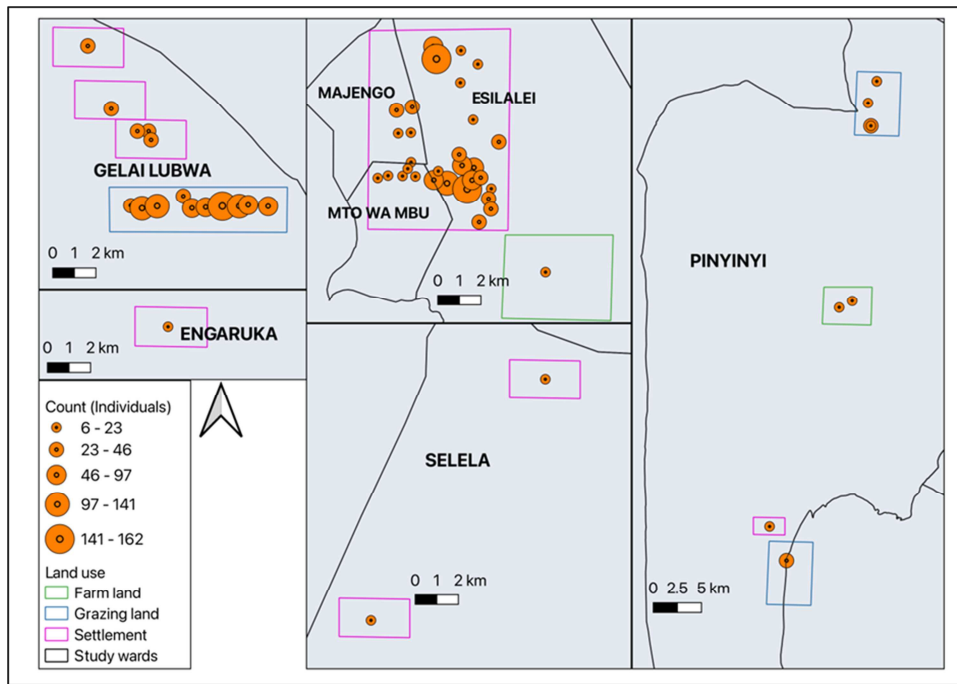 GELAI LUBWA
0 1 2 km
ENGARUKA
0 1 2 km
Count (Individuals)
6 - 23
23 - 46
46 - 97
97 - 141
141 - 162
Land use
Farm land
Grazing land
Settlement
Study wards
MAJENGO
ESILALEI
MTO WA MBU
0 1 2 km
SELELA
0 1 2 km
PINYINYI
0 2.5 5 km